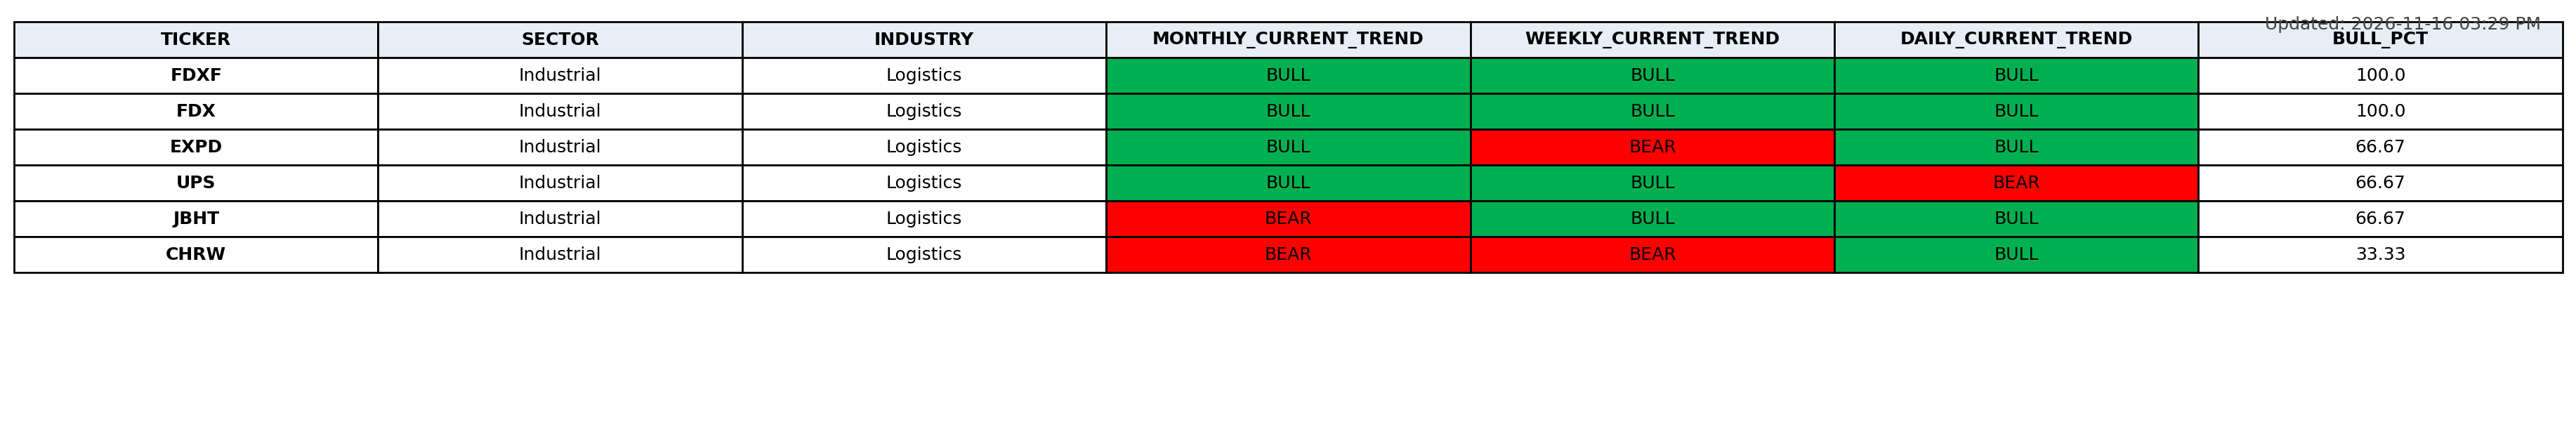 Updated: 2026-11-16 03:29 PM
TICKER SECTOR INDUSTRY MONTHLY_CURRENT_TREND WEEKLY_CURRENT_TREND DAILY_CURRENT_TREND BULL_PCT
FDXF Industrial Logistics BULL BULL BULL 100.0
FDX Industrial Logistics BULL BULL BULL 100.0
EXPD Industrial Logistics BULL BEAR BULL 66.67
UPS Industrial Logistics BULL BULL BEAR 66.67
JBHT Industrial Logistics BEAR BULL BULL 66.67
CHRW Industrial Logistics BEAR BEAR BULL 33.33